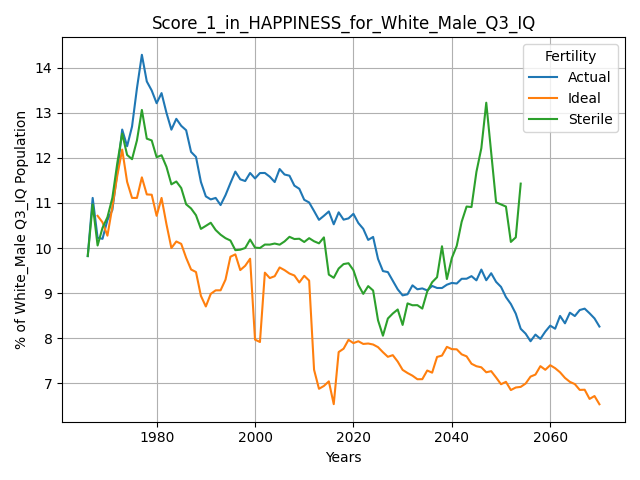 Score_1_in_HAPPINESS_for_White_Male_Q3_IQ
% of White_Male Q3_IQ Population
14
13
12
11
10
9
8
7
Fertility
Actual
Ideal
Sterile
1980
2000
2020
2040
2060
Years